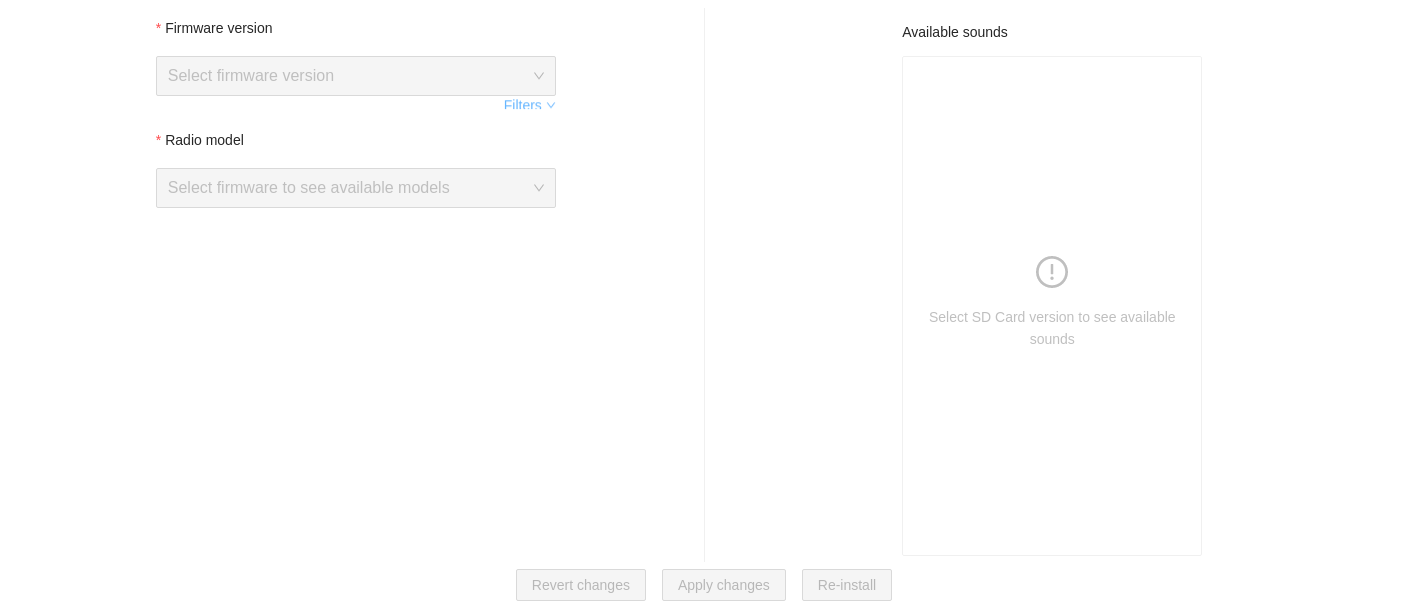 * Firmware version
Select firmware version
Filters
* Radio model
Select firmware to see available models
Available sounds
Select SD Card version to see available
sounds
Revert changes
Apply changes
Re-install